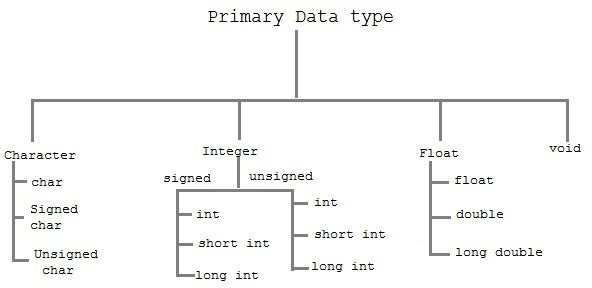 Primary Data type
Character
char
Signed
char
Unsigned
char
Integer
signed
int
short int
long int
unsigned
int
short int
long int
Float
float
double
long double
void